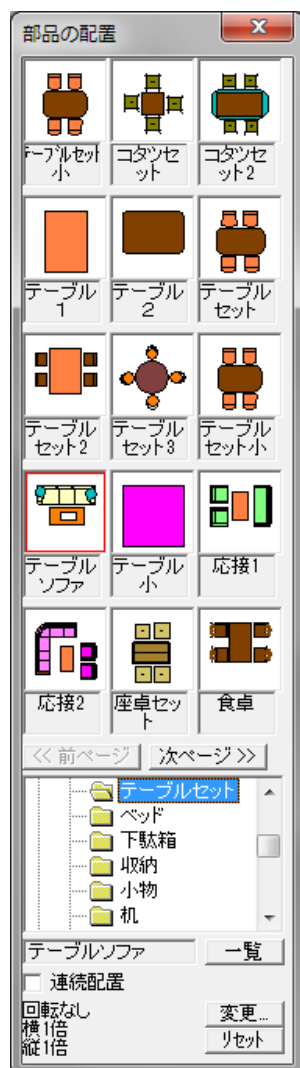 部品の配置
テーブルセット
小
コタツセ
ット
コタツセ
ット2
テーブル
1
テーブル
2
テーブル
セット
テーブル
セット2
テーブル
セット3
テーブル
セット小
テーブル
ソファ
テーブル
小
応接1
応接2
座卓セッ
ト
食卓
<< 前ページ
次ページ >>
テーブルセット
ベッド
下駄箱
収納
小物
机
テーブルソファ
一覧
連続配置
回転なし
横1倍
縦1倍
変更...
リセット